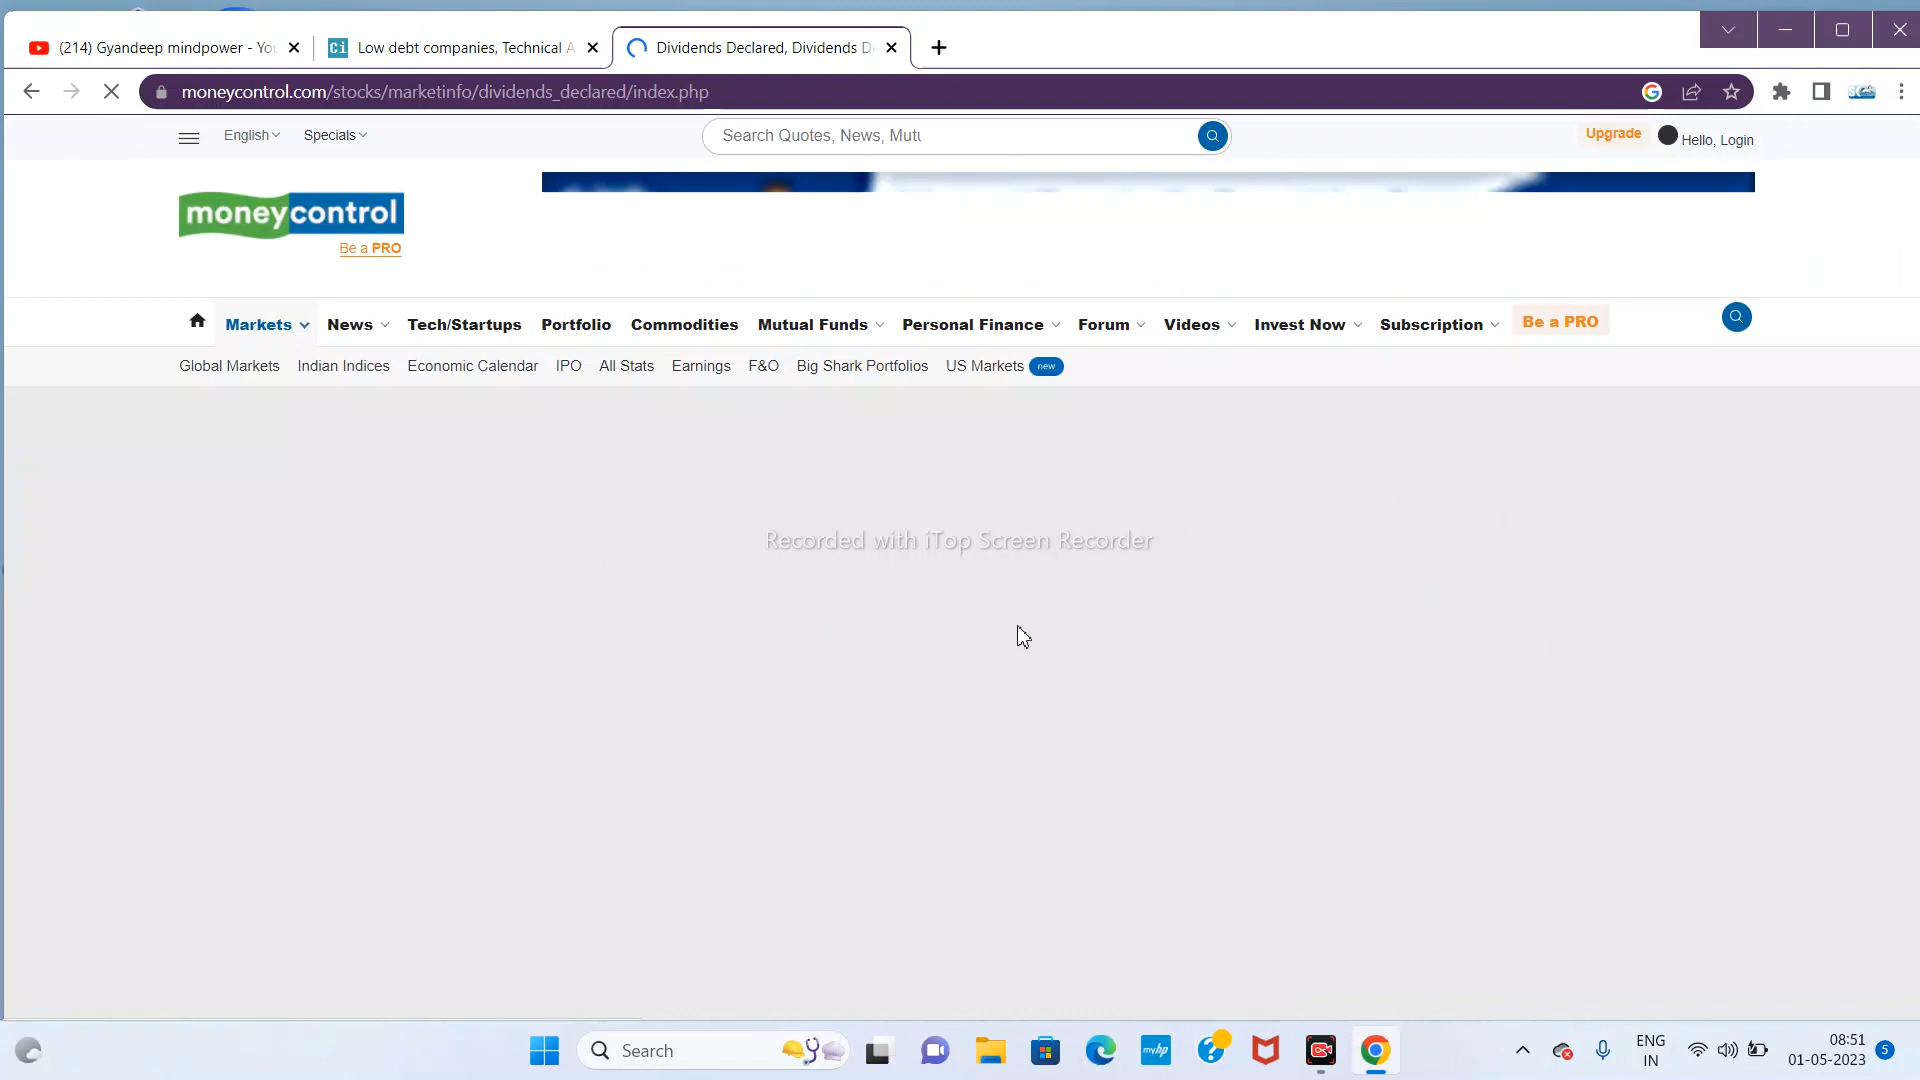 (214) Gyandeep mindpower - You
Low debt companies, Technical A
Dividends Declared, Dividends D
moneycontrol.com/stocks/marketinfo/dividends_declared/index.php
English
Specials
Search Quotes, News, Mutu
Upgrade
Hello, Login
moneycontrol
Be a PRO
Markets
News
Tech/Startups
Portfolio
Commodities
Mutual Funds
Personal Finance
Forum
Videos
Invest Now
Subscription
Be a PRO
Global Markets
Indian Indices
Economic Calendar
IPO
All Stats
Earnings
F&O
Big Shark Portfolios
US Markets
new
Recorded with iTop Screen Recorder
Search
myhp
ENG
IN
08:51
01-05-2023
5